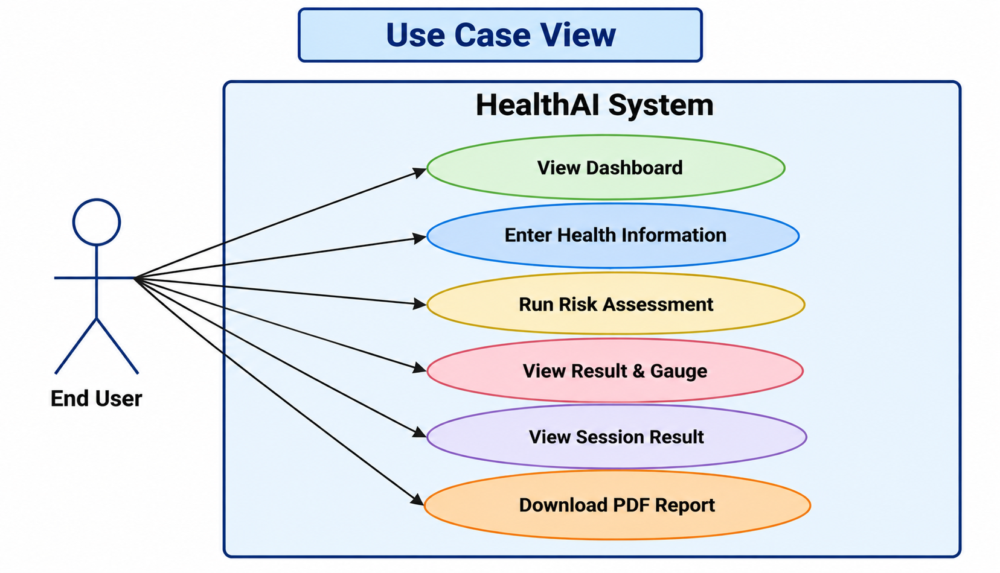 Use Case View
HealthAI System
View Dashboard
Enter Health Information
Run Risk Assessment
View Result & Gauge
View Session Result
Download PDF Report
End User